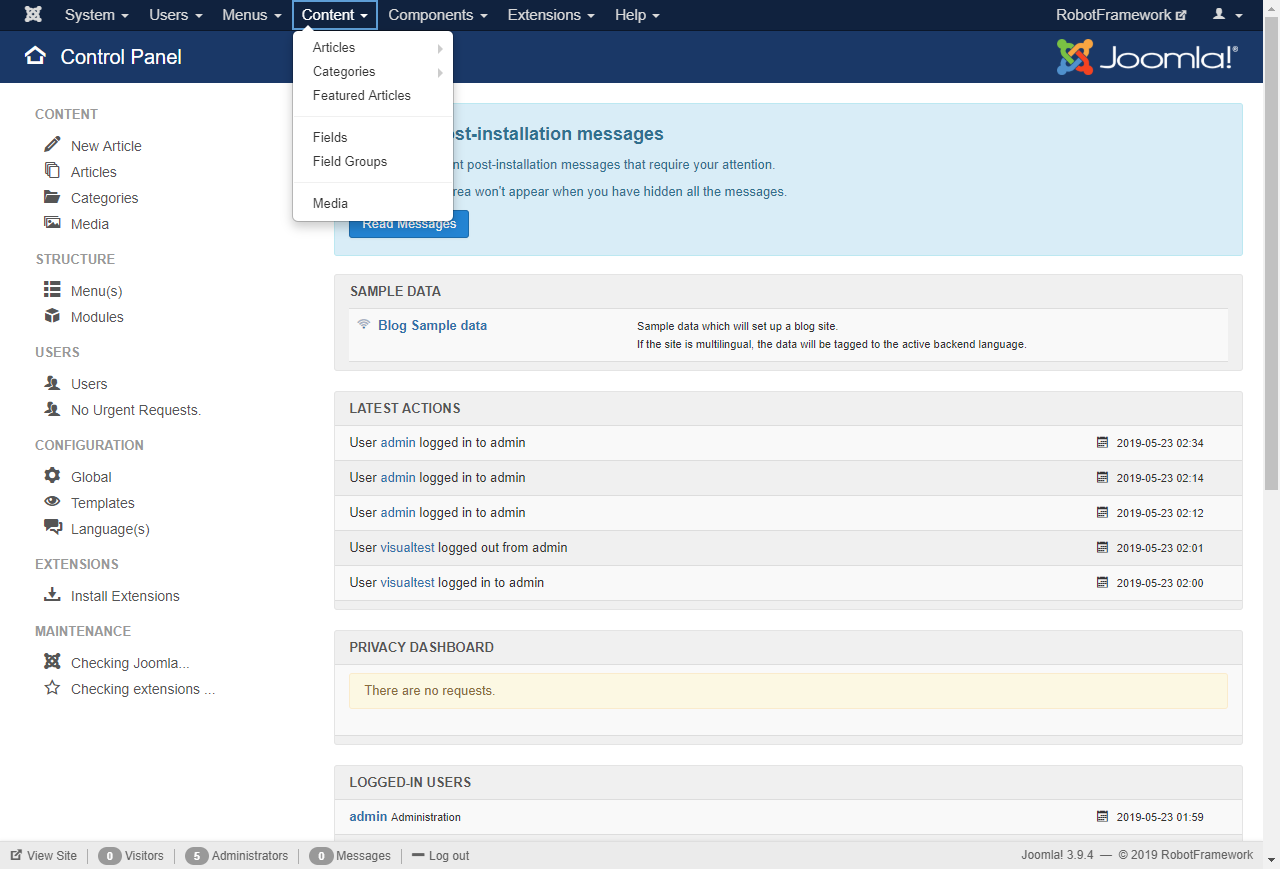 System Users Menus Content Components Extensions Help RobotFramework
Control Panel Joomla!®
Articles
Categories
Featured Articles
Fields
Field Groups
Media
CONTENT
New Article
Articles
Categories
Media
STRUCTURE
Menu(s)
Modules
USERS
Users
No Urgent Requests.
CONFIGURATION
Global
Templates
Language(s)
EXTENSIONS
Install Extensions
MAINTENANCE
Checking Joomla...
Checking extensions ...
st-installation messages
nt post-installation messages that require your attention.
rea won't appear when you have hidden all the messages.
Read Messages
SAMPLE DATA
Blog Sample data
Sample data which will set up a blog site.
If the site is multilingual, the data will be tagged to the active backend language.
LATEST ACTIONS
User admin logged in to admin 2019-05-23 02:34
User admin logged in to admin 2019-05-23 02:14
User admin logged in to admin 2019-05-23 02:12
User visualtest logged out from admin 2019-05-23 02:01
User visualtest logged in to admin 2019-05-23 02:00
PRIVACY DASHBOARD
There are no requests.
LOGGED-IN USERS
admin Administration 2019-05-23 01:59
View Site 0 Visitors 5 Administrators 0 Messages Log out Joomla! 3.9.4 — © 2019 RobotFramework